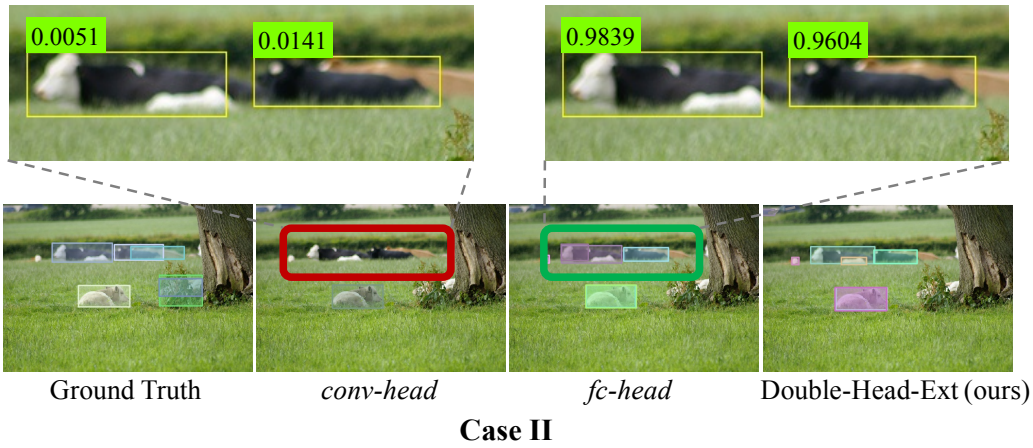 0.0051 0.0141 0.9839 0.9604
Ground Truth conv-head fc-head Double-Head-Ext (ours)
Case II